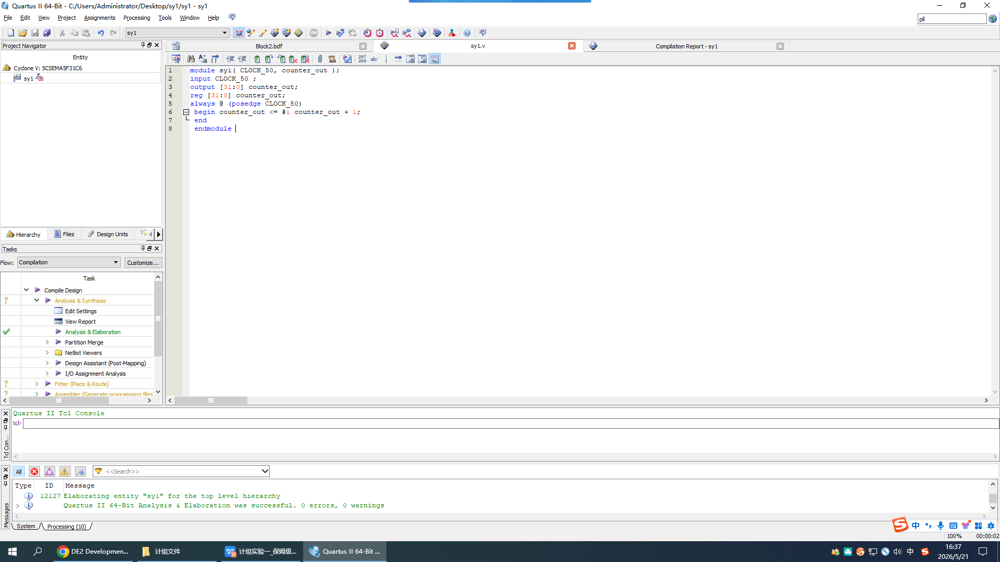 Quartus II 64-Bit - C:/Users/Administrator/Desktop/sy1/sy1 - sy1
File Edit View Project Assignments Processing Tools Window Help
pll
sy1
STOP
Project Navigator
Entity
Cyclone V: 5CSEMA5F31C6
abc sy1
Hierarchy Files Design Units
Tasks
Flow: Compilation Customize...
Task
Compile Design
Analysis & Synthesis
Edit Settings
View Report
Analysis & Elaboration
Partition Merge
Netlist Viewers
Design Assistant (Post-Mapping)
I/O Assignment Analysis
Fitter (Place & Route)
Assembler (Generate programming files)
Block2.bdf sy1.v Compilation Report - sy1
267
268 ab/
1 module sy1( CLOCK_50, counter_out );
2 input CLOCK_50 ;
3 output [31:0] counter_out;
4 reg [31:0] counter_out;
5 always @ (posedge CLOCK_50)
6 begin counter_out <= #1 counter_out + 1;
7 end
8 endmodule
Quartus II Tcl Console
tcl>
Tcl Con...
All <<Search>>
Type ID Message
12127 Elaborating entity "sy1" for the top level hierarchy
Quartus II 64-Bit Analysis & Elaboration was successful. 0 errors, 0 warnings
Messages
System Processing (10)
中
100% 00:00:02
DE2 Developmen... 计组文件 计组实验一_保姆级... Quartus II 64-Bit ...
中
16:37
2026/5/21